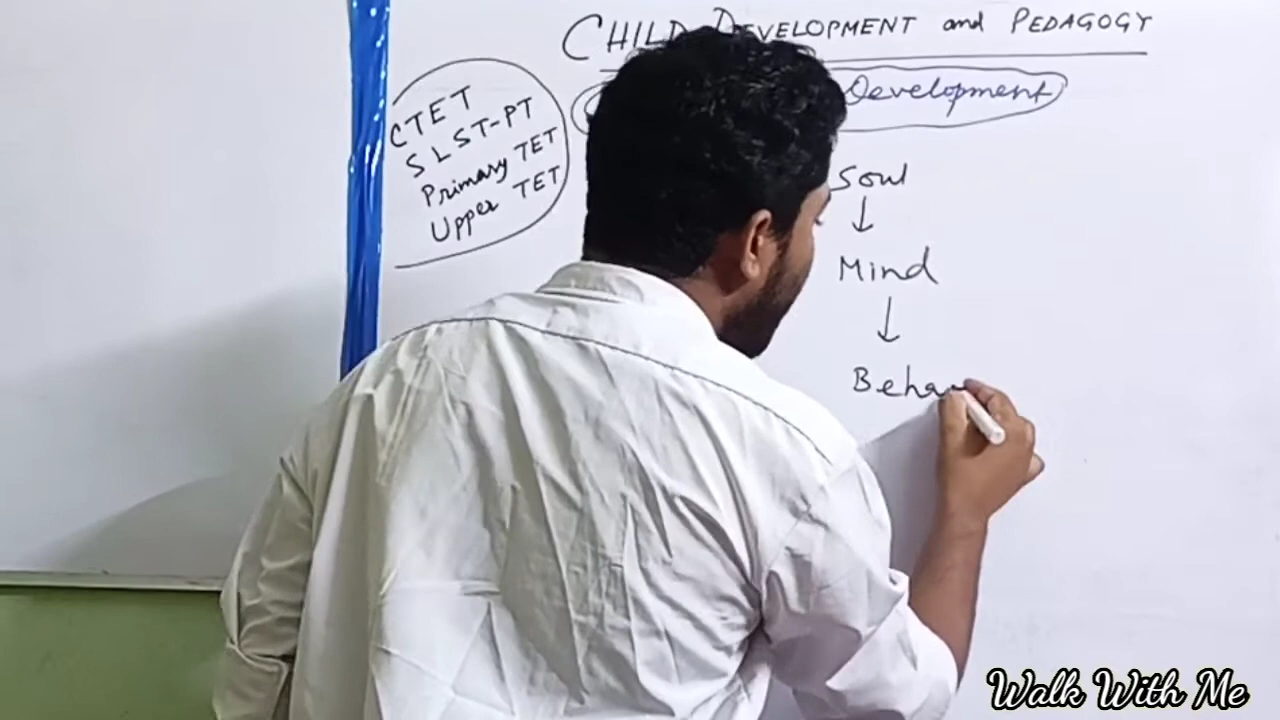 CHILD DEVELOPMENT and PEDAGOGY
Development
CTET
SLST-PT
Primary TET
Upper TET
Soul
↓
Mind
↓
Beha
Walk With Me